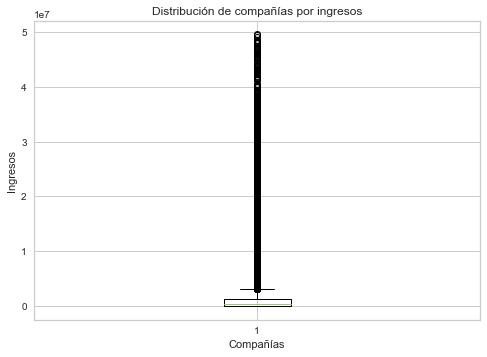 Distribución de compañías por ingresos
1e7
5
4
3
2
1
0
Ingresos
1
Compañías